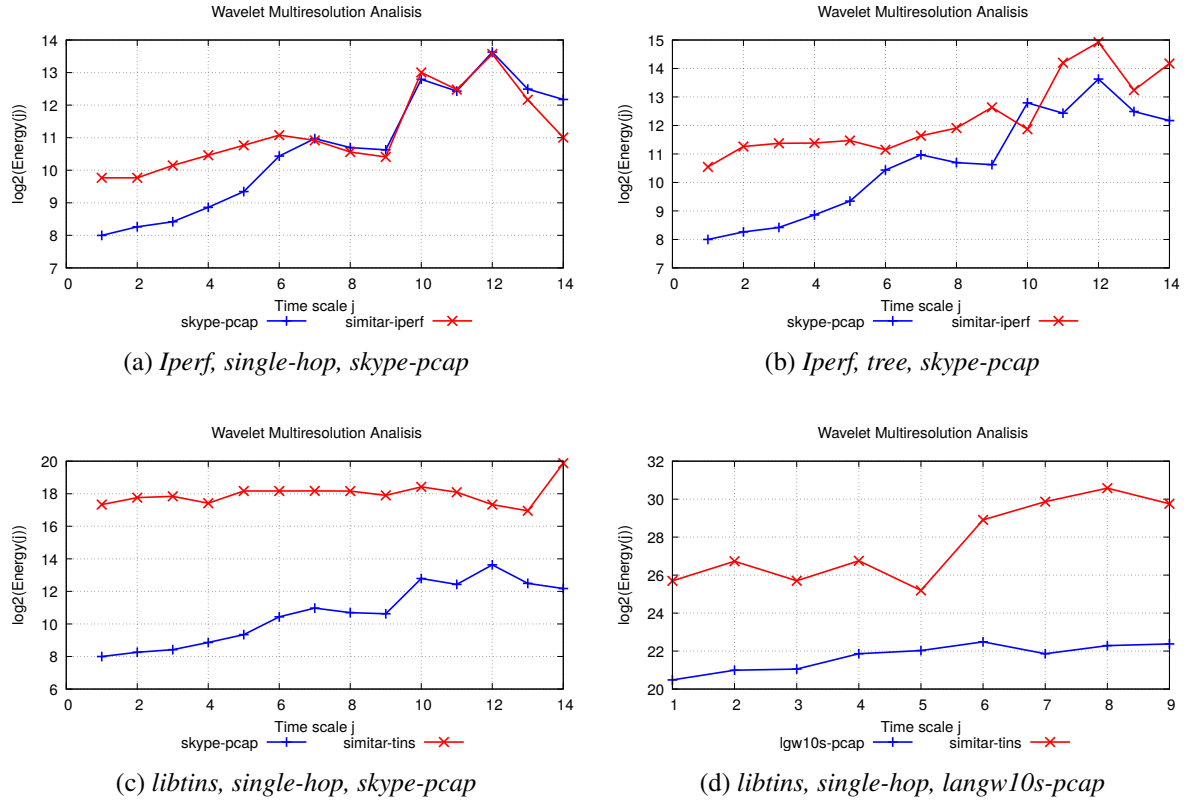 Wavelet Multiresolution Analisis
14
13
12
11
10
9
8
7
log2(Energy(j))
0 2 4 6 8 10 12 14
Time scale j
skype-pcap simitar-iperf
(a) Iperf, single-hop, skype-pcap
Wavelet Multiresolution Analisis
15
14
13
12
11
10
9
8
7
log2(Energy(j))
0 2 4 6 8 10 12 14
Time scale j
skype-pcap simitar-iperf
(b) Iperf, tree, skype-pcap
Wavelet Multiresolution Analisis
20
18
16
14
12
10
8
6
log2(Energy(j))
0 2 4 6 8 10 12 14
Time scale j
skype-pcap simitar-tins
(c) libtins, single-hop, skype-pcap
Wavelet Multiresolution Analisis
32
30
28
26
24
22
20
log2(Energy(j))
1 2 3 4 5 6 7 8 9
Time scale j
lgw10s-pcap simitar-tins
(d) libtins, single-hop, langw10s-pcap